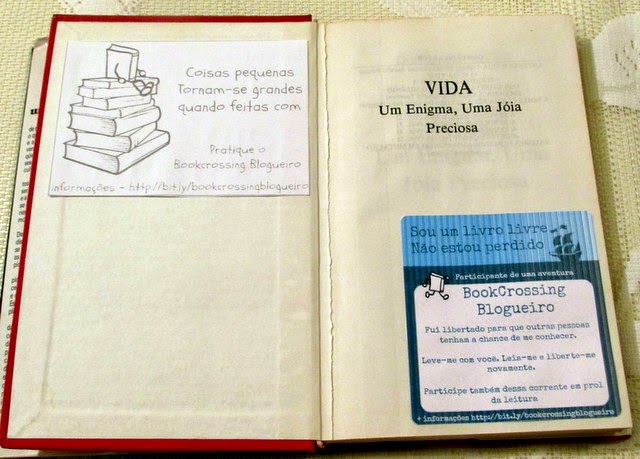 Coisas pequenas
Tornam-se grandes
quando feitas com
Pratique o
Bookcrossing Blogueiro
informações - http://bit.ly/bookcrossingblogueiro
VIDA
Um Enigma, Uma Jóia
Preciosa
Sou um livro livre
Não estou perdido
Participante de uma aventura
BookCrossing
Blogueiro
Fui libertado para que outras pessoas
tenham a chance de me conhecer.
Leve-me com você. Leia-me e liberte-me
novamente.
Participe também dessa corrente em prol
da leitura
+ informações http://bit.ly/bookcrossingblogueiro